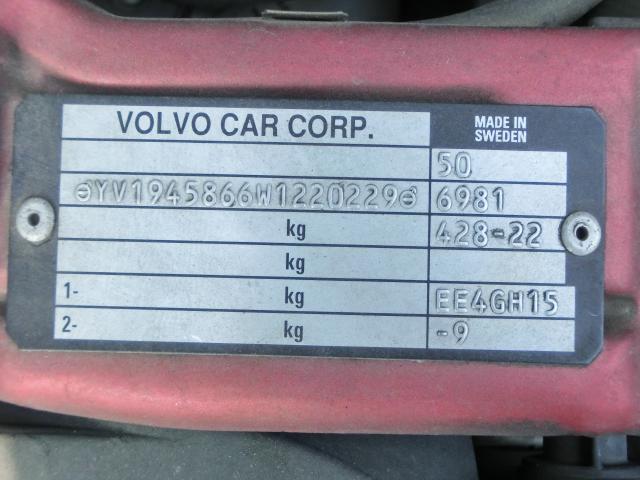 VOLVO CAR CORP. MADE IN
SWEDEN
50
YV1945866W1220229 6981
kg 428-22
kg
1- kg EE4GH15
2- kg -9